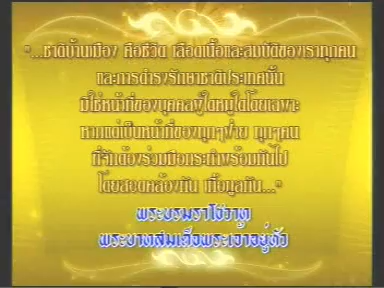 "...ชาติบ้านเมือง คือชีวิต เลือดเนื้อและสมบัติของเราทุกคน
และการดำรงรักษาชาติประเทศนั้น
มิใช่หน้าที่ของบุคคลผู้ใดหมู่ใดโดยเฉพาะ
หากแต่เป็นหน้าที่ของทุกๆฝ่าย ทุกๆคน
ที่จักต้องร่วมมือกระทำพร้อมกันไป
โดยสอดคล้องกัน เกื้อกูลกัน..."
พระบรมราโชวาท
พระบาทสมเด็จพระเจ้าอยู่หัว